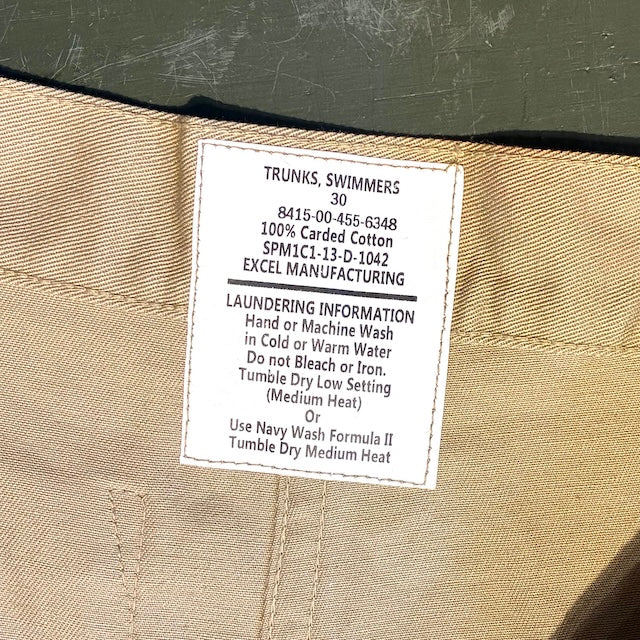 TRUNKS, SWIMMERS
30
8415-00-455-6348
100% Carded Cotton
SPM1C1-13-D-1042
EXCEL MANUFACTURING
LAUNDERING INFORMATION
Hand or Machine Wash
in Cold or Warm Water
Do not Bleach or Iron.
Tumble Dry Low Setting
(Medium Heat)
Or
Use Navy Wash Formula II
Tumble Dry Medium Heat